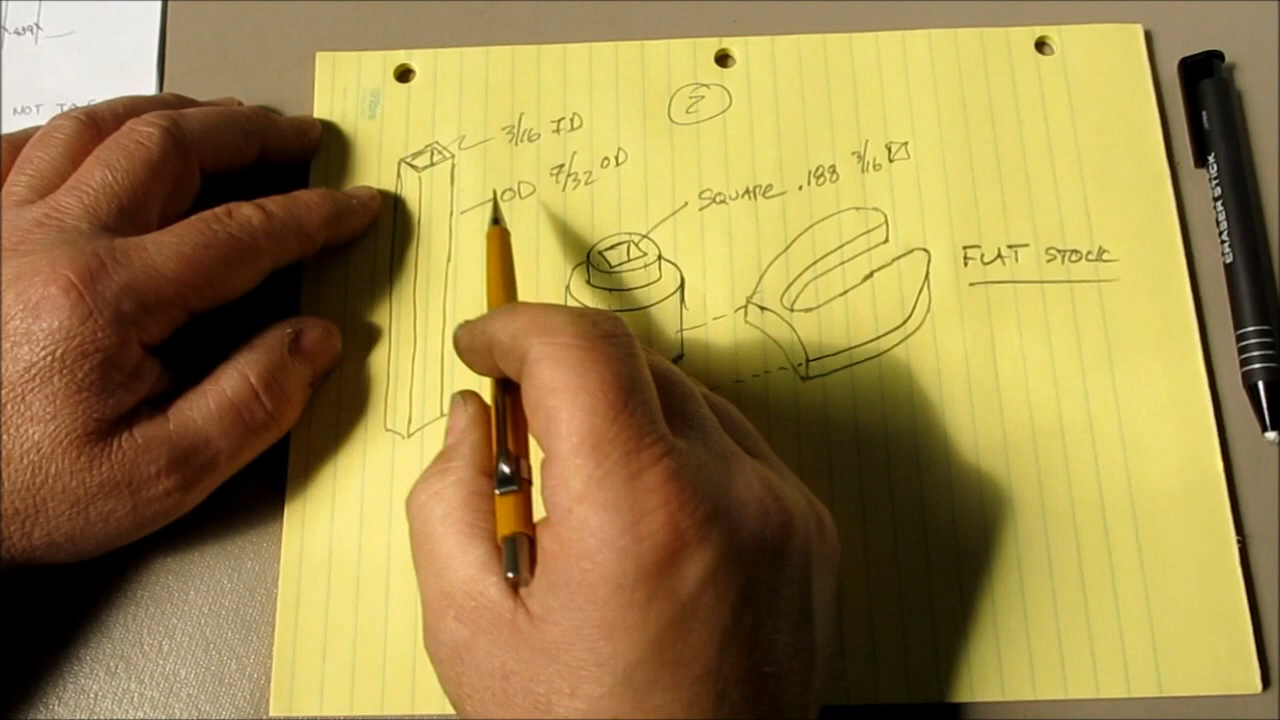 NOT
2
3/16 ID
OD 7/32 OD
SQUARE .188 3/16
FLAT STOCK
ERASER STICK